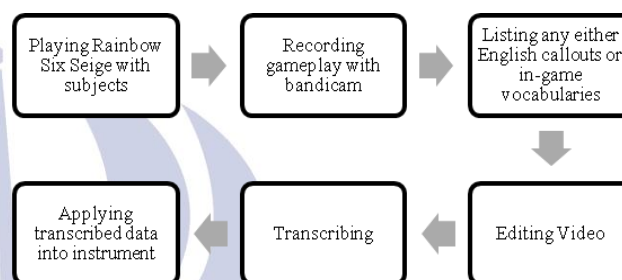 Playing Rainbow
Six Seige with
subjects
Recording
gameplay with
bandicam
Listing any either
English callouts or
in-game
vocabularies
Editing Video
Transcribing
Applying
transcribed data
into instrument